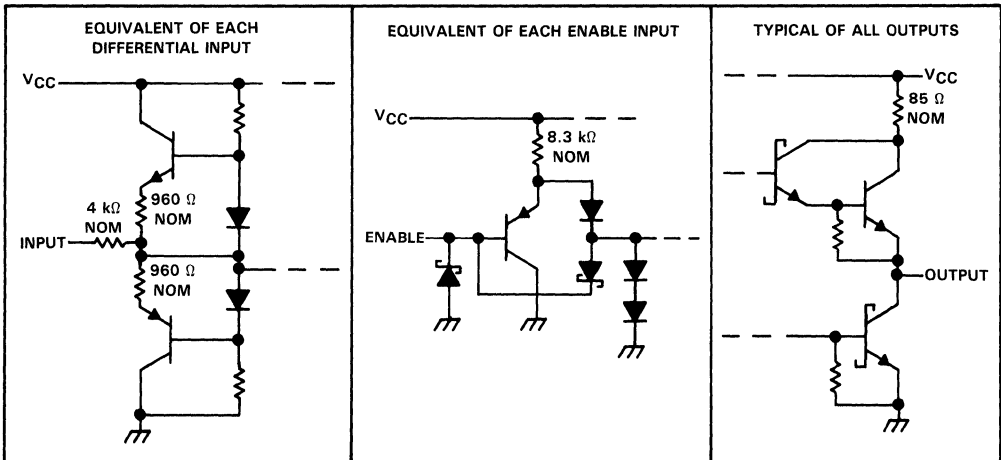 EQUIVALENT OF EACH
DIFFERENTIAL INPUT
VCC
960 Ω
NOM
4 kΩ
NOM
INPUT
960 Ω
NOM
EQUIVALENT OF EACH ENABLE INPUT
VCC
8.3 kΩ
NOM
ENABLE
TYPICAL OF ALL OUTPUTS
VCC
85 Ω
NOM
OUTPUT